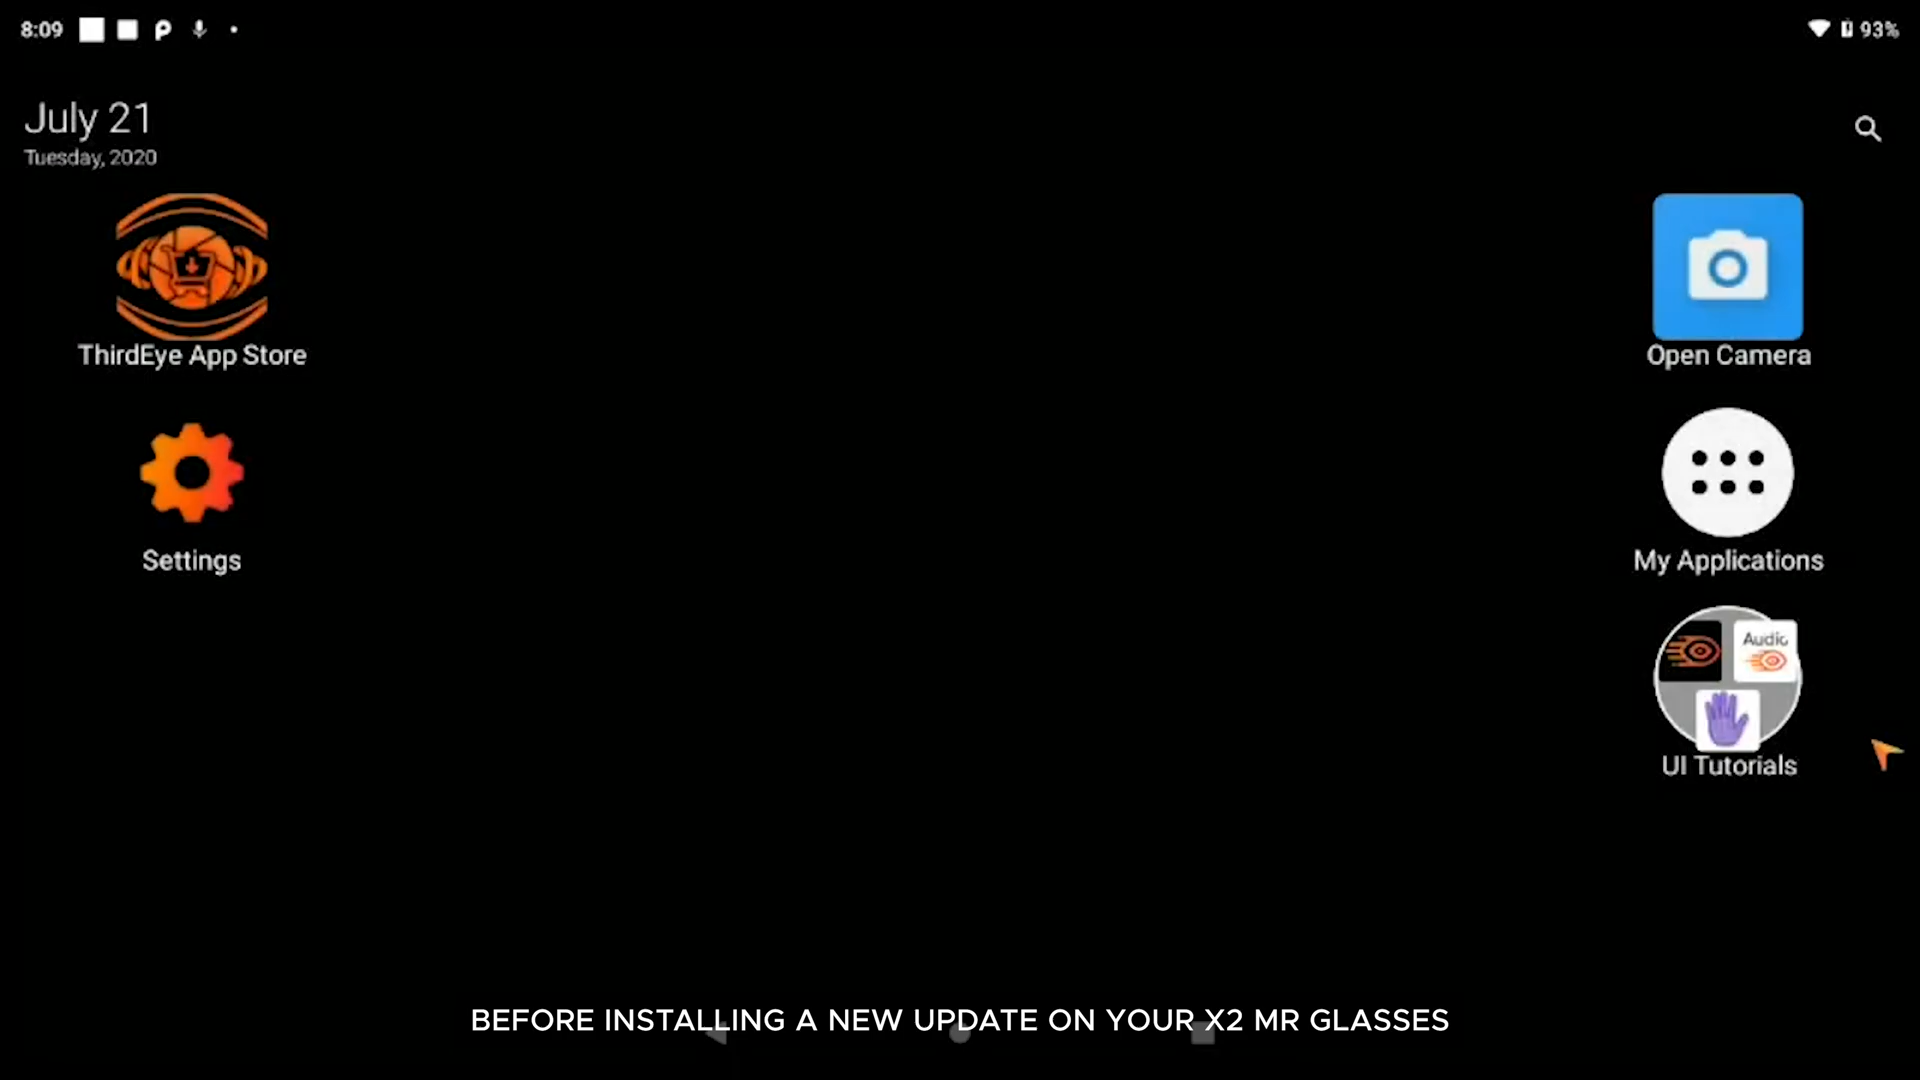 8:09
93%
July 21
Tuesday, 2020
ThirdEye App Store
Open Camera
Settings
My Applications
Audio
UI Tutorials
BEFORE INSTALLING A NEW UPDATE ON YOUR X2 MR GLASSES